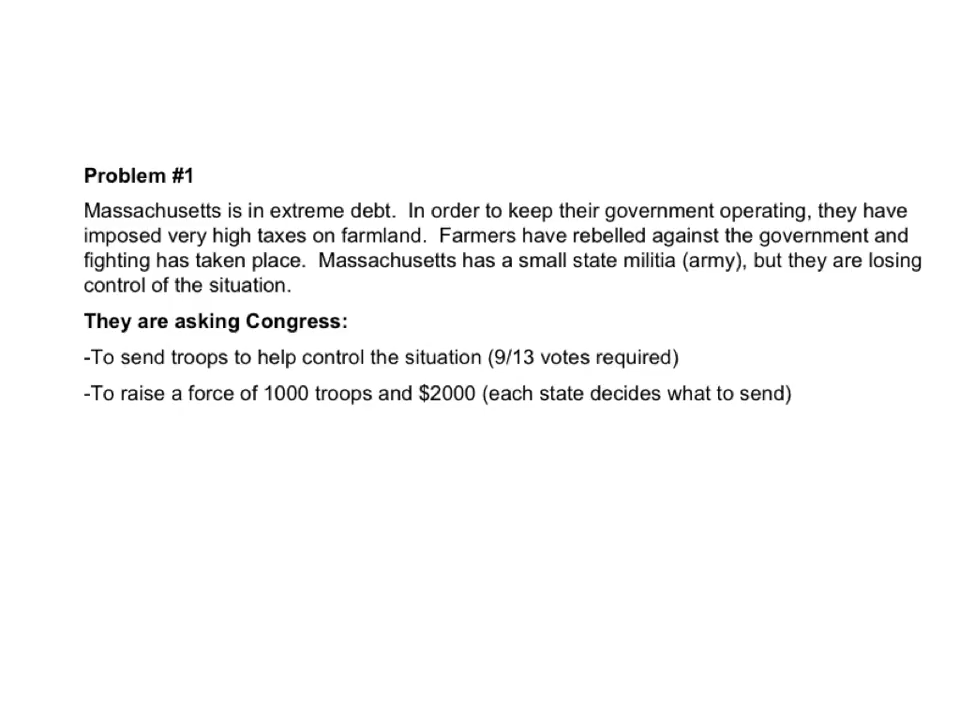 Problem #1
Massachusetts is in extreme debt.  In order to keep their government operating, they have
imposed very high taxes on farmland.  Farmers have rebelled against the government and
fighting has taken place.  Massachusetts has a small state militia (army), but they are losing
control of the situation.
They are asking Congress:
-To send troops to help control the situation (9/13 votes required)
-To raise a force of 1000 troops and $2000 (each state decides what to send)